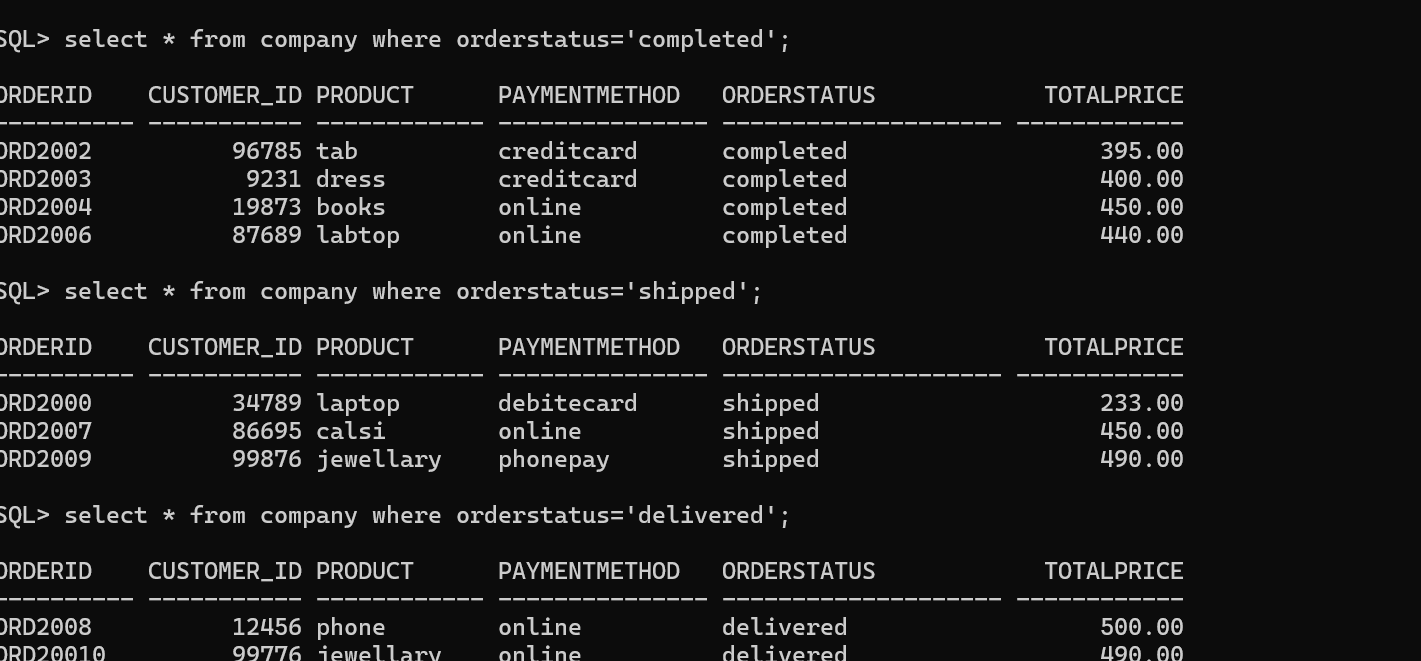 SQL> select * from company where orderstatus='completed';
ORDERID    CUSTOMER_ID PRODUCT      PAYMENTMETHOD   ORDERSTATUS            TOTALPRICE
---------- ----------- ------------ --------------- -------------------- ------------
ORD2002          96785 tab          creditcard      completed                  395.00
ORD2003           9231 dress        creditcard      completed                  400.00
ORD2004          19873 books        online          completed                  450.00
ORD2006          87689 labtop       online          completed                  440.00
SQL> select * from company where orderstatus='shipped';
ORDERID    CUSTOMER_ID PRODUCT      PAYMENTMETHOD   ORDERSTATUS            TOTALPRICE
---------- ----------- ------------ --------------- -------------------- ------------
ORD2000          34789 laptop       debitecard      shipped                    233.00
ORD2007          86695 calsi        online          shipped                    450.00
ORD2009          99876 jewellary    phonepay        shipped                    490.00
SQL> select * from company where orderstatus='delivered';
ORDERID    CUSTOMER_ID PRODUCT      PAYMENTMETHOD   ORDERSTATUS            TOTALPRICE
---------- ----------- ------------ --------------- -------------------- ------------
ORD2008          12456 phone        online          delivered                  500.00
ORD20010         99776 jewellary    online          delivered                  490.00